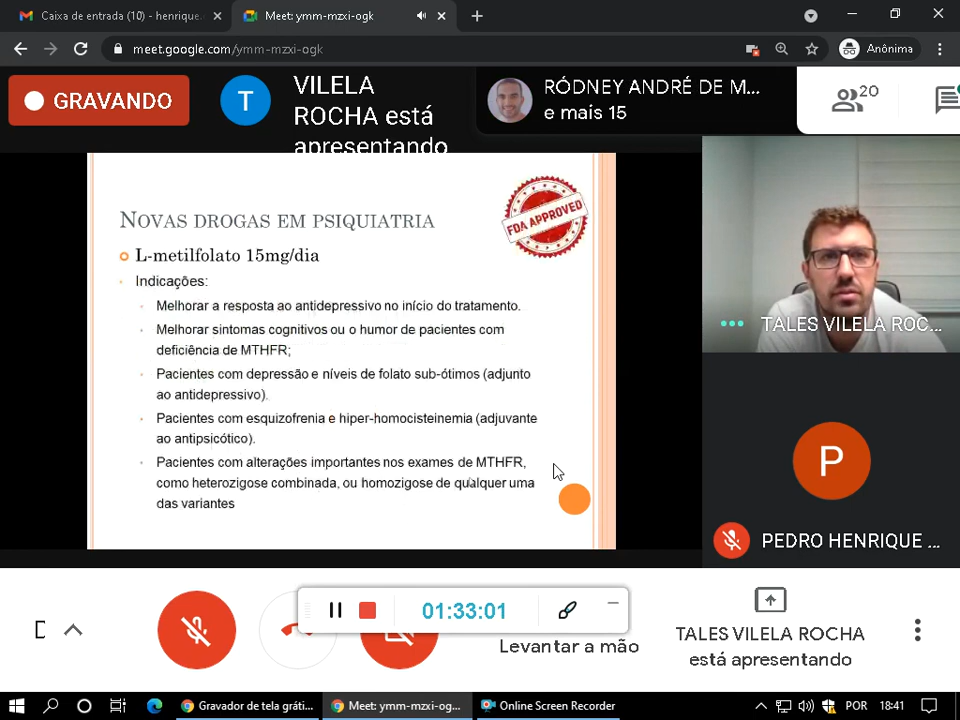 Caixa de entrada (10) - henrique.
Meet: ymm-mzxi-ogk
meet.google.com/ymm-mzxi-ogk
Anônima
GRAVANDO
T
VILELA
ROCHA está
apresentando
RÓDNEY ANDRÉ DE M...
e mais 15
20
NOVAS DROGAS EM PSIQUIATRIA
FDA APPROVED
L-metilfolato 15mg/dia
Indicações:
Melhorar a resposta ao antidepressivo no início do tratamento.
Melhorar sintomas cognitivos ou o humor de pacientes com
deficiência de MTHFR;
Pacientes com depressão e níveis de folato sub-ótimos (adjunto
ao antidepressivo).
Pacientes com esquizofrenia e hiper-homocisteinemia (adjuvante
ao antipsicótico).
Pacientes com alterações importantes nos exames de MTHFR,
como heterozigose combinada, ou homozigose de qualquer uma
das variantes
TALES VILELA ROC...
P
PEDRO HENRIQUE ...
01:33:01
Levantar a mão
TALES VILELA ROCHA
está apresentando
Gravador de tela gráti...
Meet: ymm-mzxi-og...
Online Screen Recorder
POR
18:41